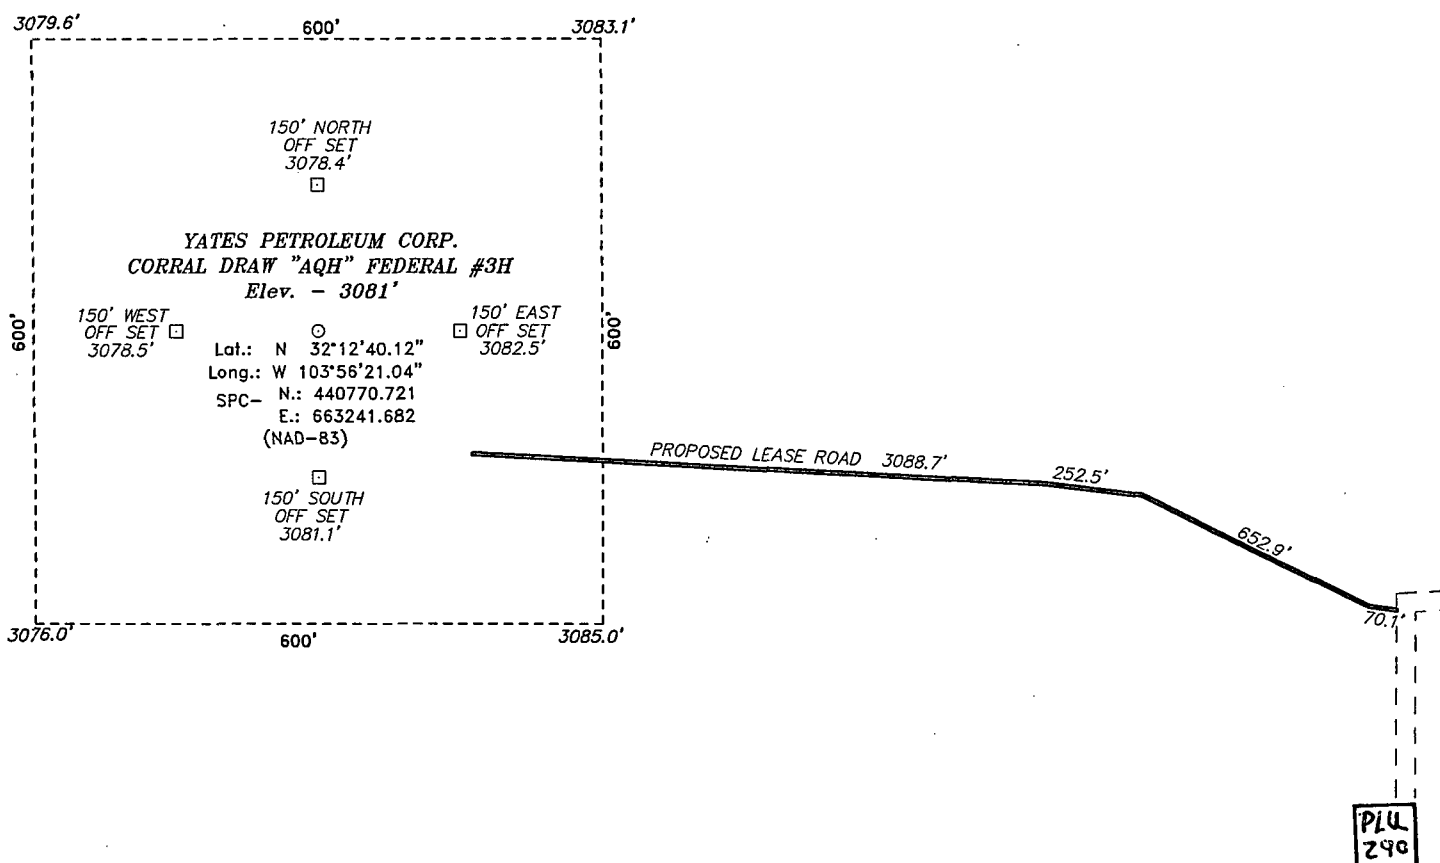 3079.6'
600'
3083.1'
150' NORTH
OFF SET
3078.4'
YATES PETROLEUM CORP.
CORRAL DRAW "AQH" FEDERAL #3H
Elev. - 3081'
600'
150' WEST
OFF SET
3078.5'
150' EAST
OFF SET
3082.5'
600'
Lat.: N 32°12'40.12"
Long.: W 103°56'21.04"
SPC- N.: 440770.721
E.: 663241.682
(NAD-83)
PROPOSED LEASE ROAD 3088.7'
252.5'
652.9'
70.1'
150' SOUTH
OFF SET
3081.1'
3076.0'
600'
3085.0'
PLU
290